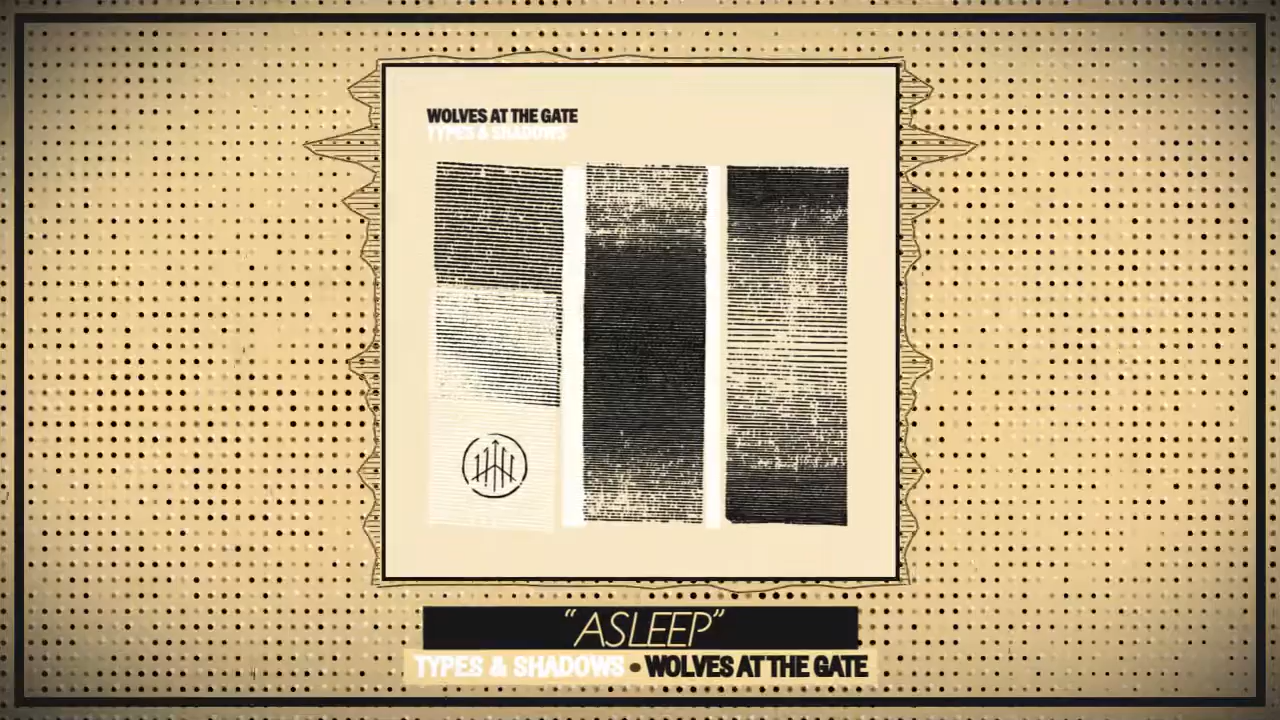 WOLVES AT THE GATE
TYPES & SHADOWS
“ASLEEP”
TYPES & SHADOWS • WOLVES AT THE GATE